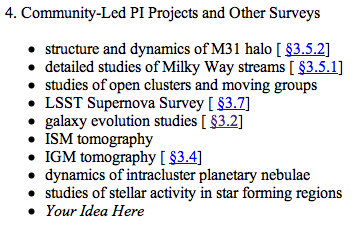 4. Community-Led PI Projects and Other Surveys
• structure and dynamics of M31 halo [ §3.5.2]
• detailed studies of Milky Way streams [ §3.5.1]
• studies of open clusters and moving groups
• LSST Supernova Survey [ §3.7]
• galaxy evolution studies [ §3.2]
• ISM tomography
• IGM tomography [ §3.4]
• dynamics of intracluster planetary nebulae
• studies of stellar activity in star forming regions
• Your Idea Here